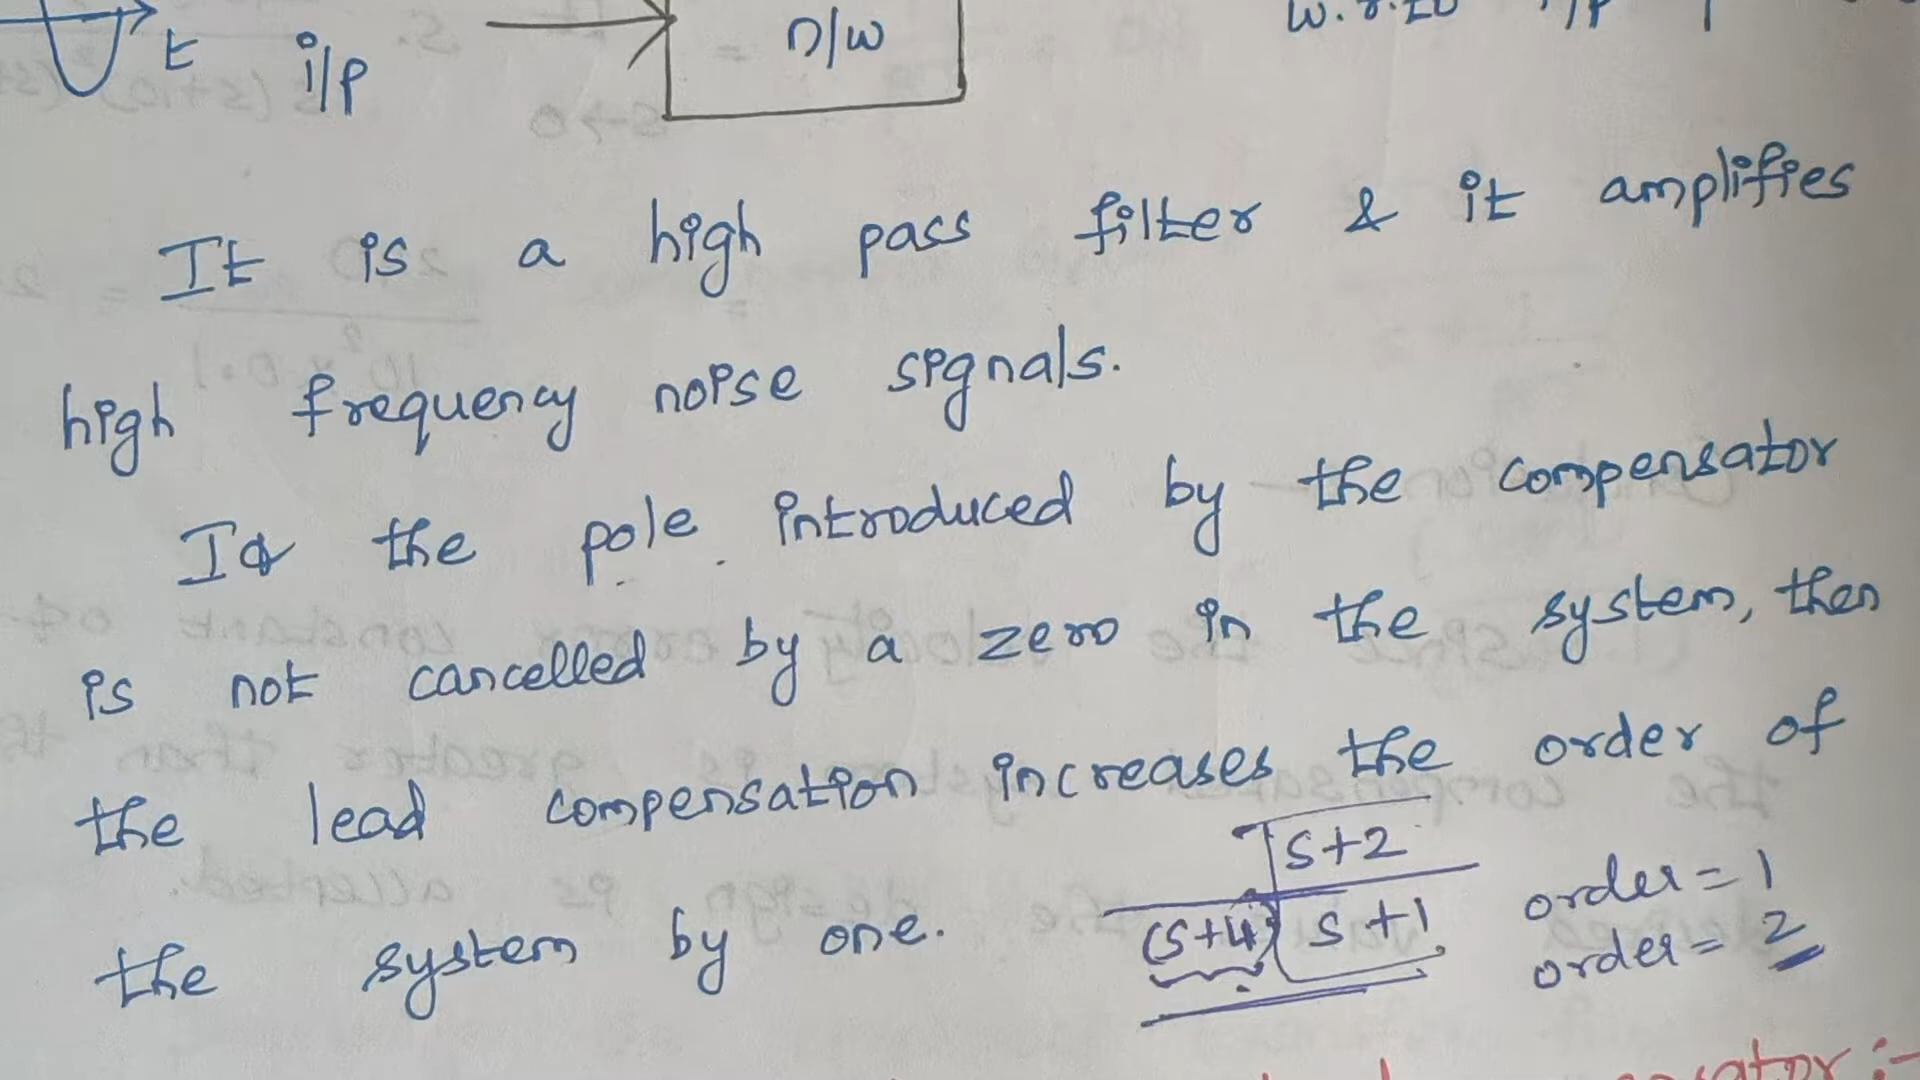 t i/p n/w
It is a high pass filter & it amplifies
high frequency noise signals.
If the pole introduced by the compensator
is not cancelled by a zero in the system, then
the lead compensation increases the order of
the system by one.
s+2
(s+4) s+1
order = 1
order = 2